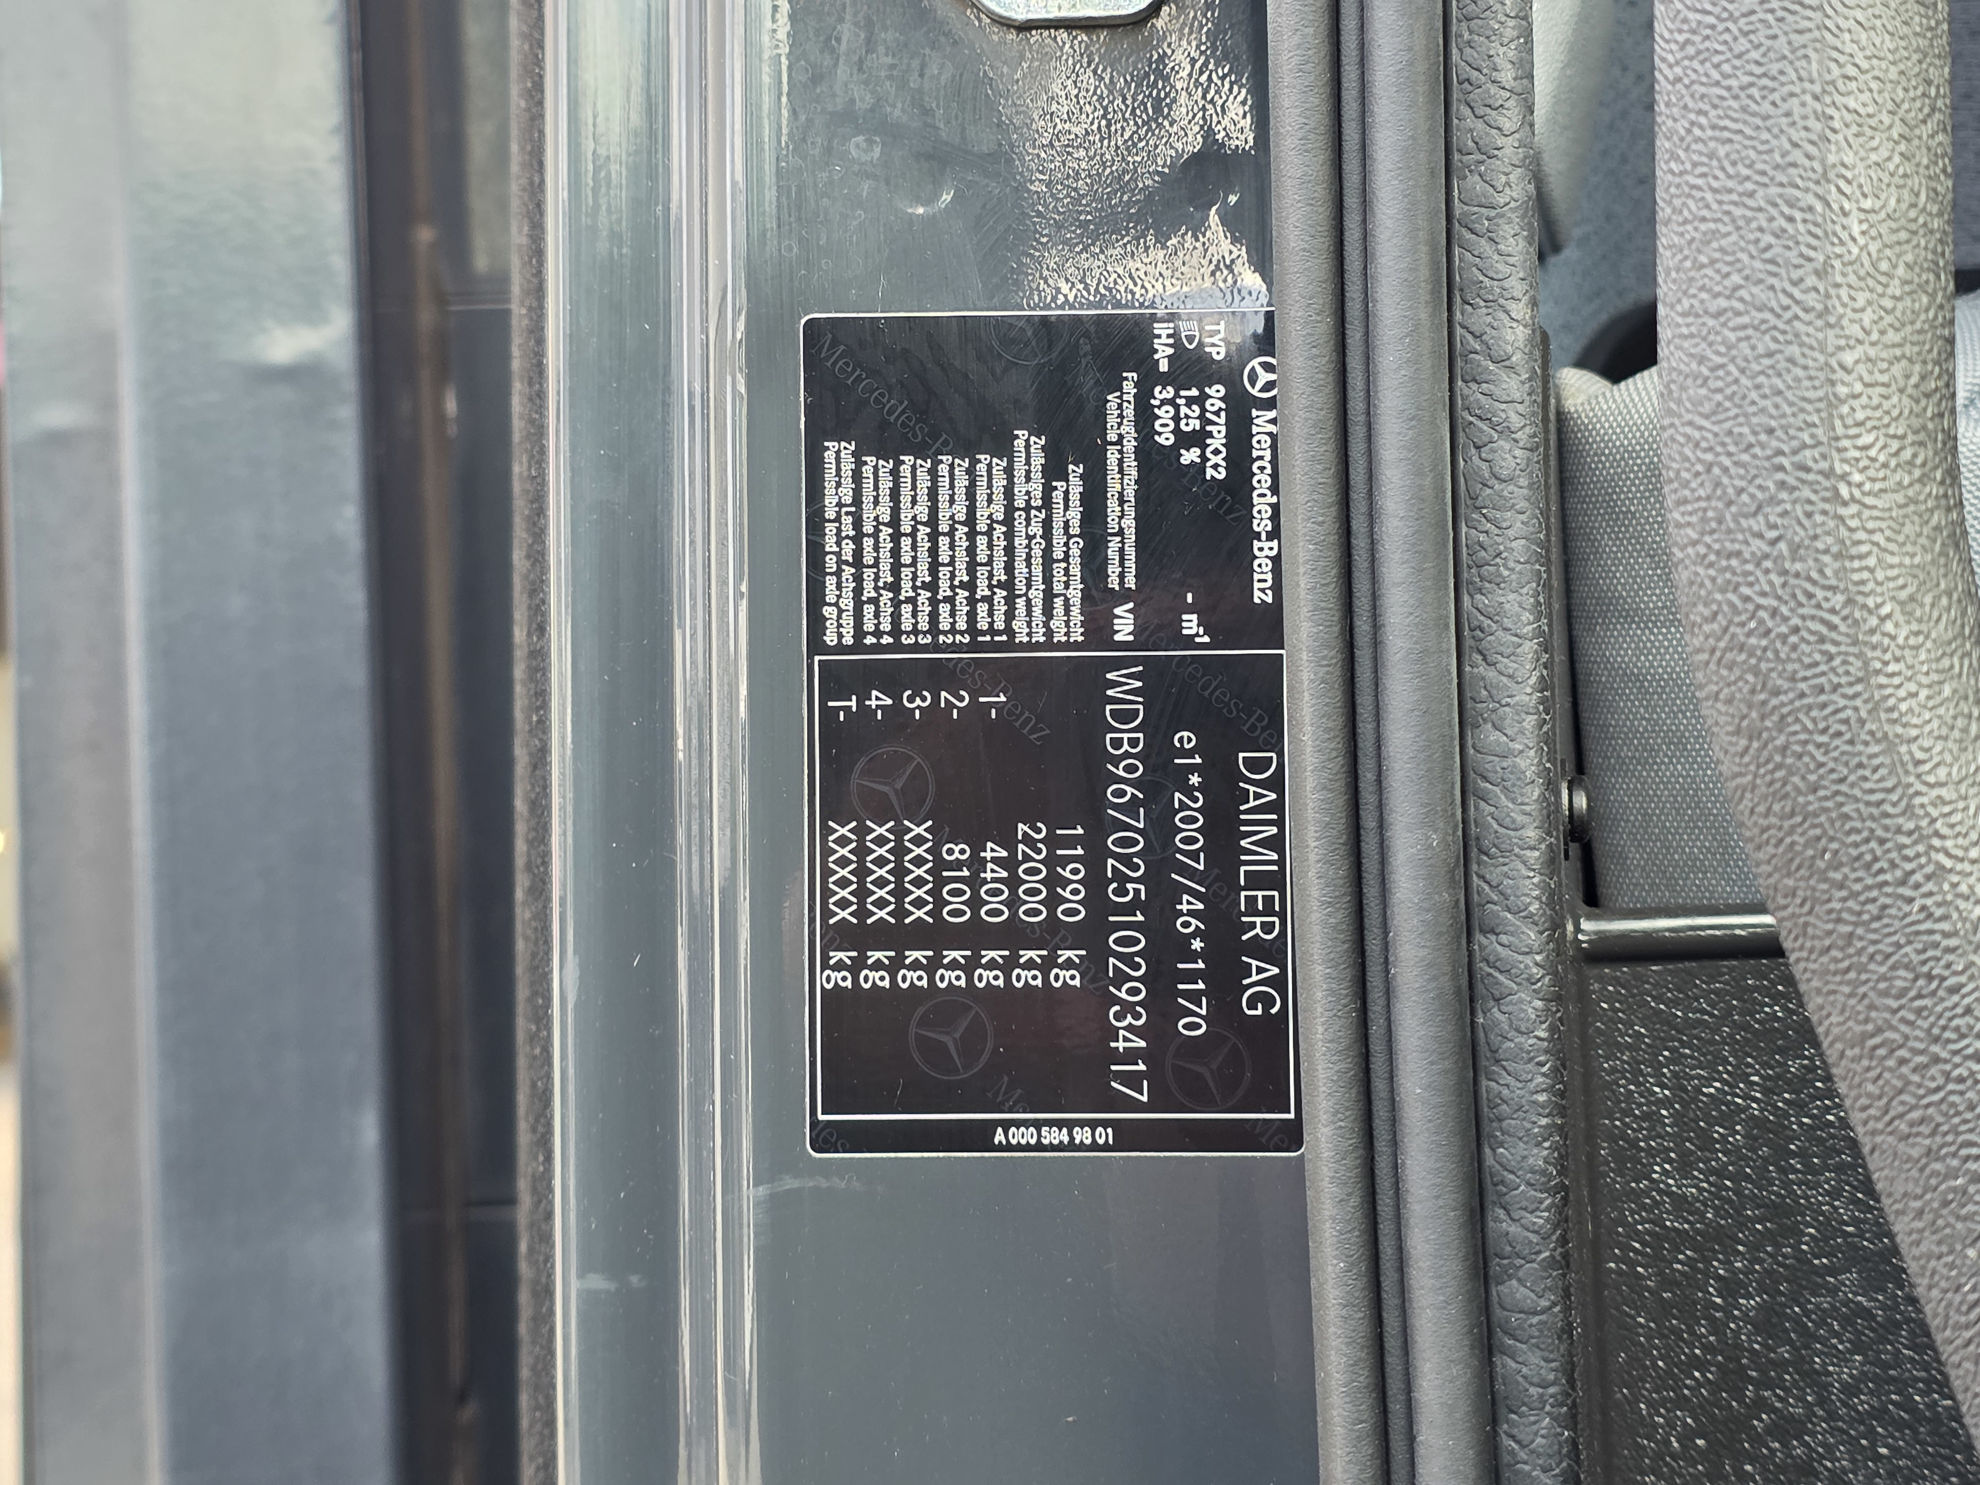 Mercedes-Benz
TYP 967PKX2
1,25 % - m-1
iHA= 3,909
DAIMLER AG
e1*2007/46*1170
Fahrzeugidentifizierungsnummer
Vehicle Identification Number VIN WDB9670251029341​7
Zulässiges Gesamtgewicht
Permissible total weight 11990 kg
Zulässiges Zug-Gesamtgewicht
Permissible combination weight 22000 kg
Zulässige Achslast, Achse 1
Permissible axle load, axle 1 1- 4400 kg
Zulässige Achslast, Achse 2
Permissible axle load, axle 2 2- 8100 kg
Zulässige Achslast, Achse 3
Permissible axle load, axle 3 3- XXXXX kg
Zulässige Achslast, Achse 4
Permissible axle load, axle 4 4- XXXXX kg
Zulässige Last der Achsgruppe
Permissible load on axle group T- XXXXX kg
A 000 584 98 01